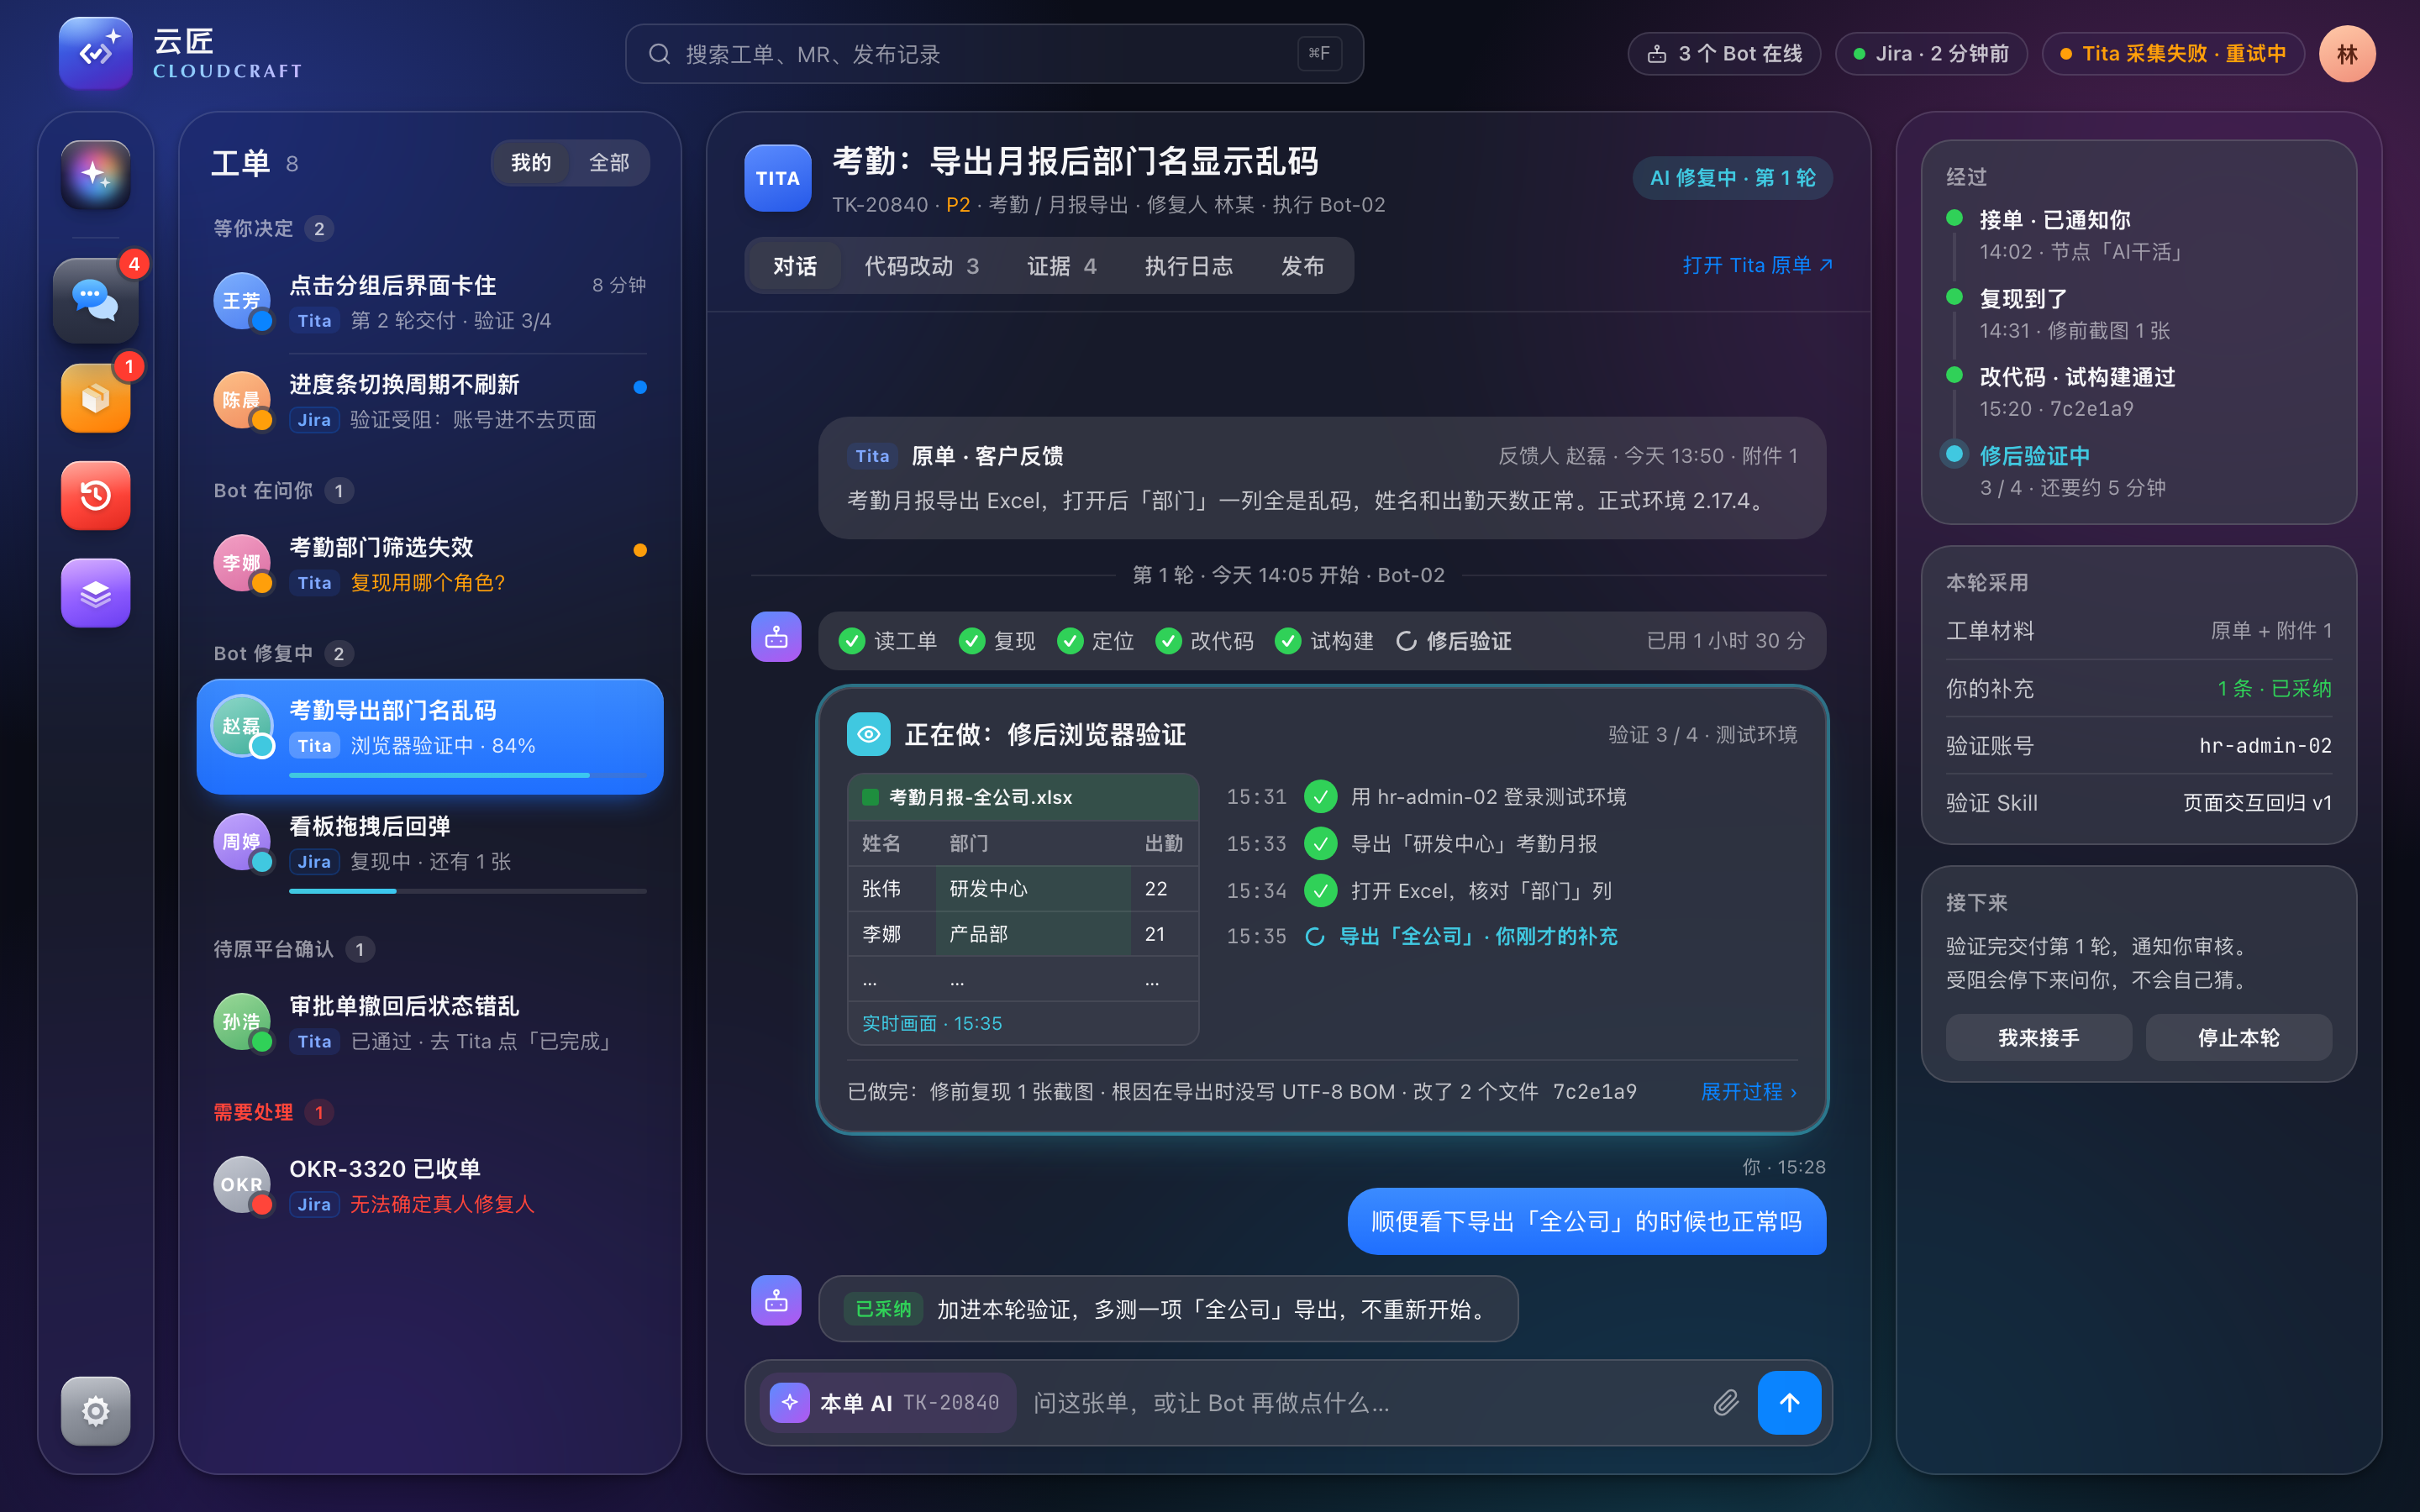 云匠
CLOUDCRAFT
搜索工单、MR、发布记录
⌘F
3 个 Bot 在线
Jira · 2 分钟前
Tita 采集失败 · 重试中
林
4
1
工单 8
我的 全部
等你决定 2
王芳
点击分组后界面卡住 8 分钟
Tita 第 2 轮交付 · 验证 3/4
陈晨
进度条切换周期不刷新
Jira 验证受阻：账号进不去页面
Bot 在问你 1
李娜
考勤部门筛选失效
Tita 复现用哪个角色?
Bot 修复中 2
赵磊
考勤导出部门名乱码
Tita 浏览器验证中 · 84%
周婷
看板拖拽后回弹
Jira 复现中 · 还有 1 张
待原平台确认 1
孙浩
审批单撤回后状态错乱
Tita 已通过 · 去 Tita 点「已完成」
需要处理 1
OKR
OKR-3320 已收单
Jira 无法确定真人修复人
TITA
考勤：导出月报后部门名显示乱码
TK-20840 · P2 · 考勤 / 月报导出 · 修复人 林某 · 执行 Bot-02
AI 修复中 · 第 1 轮
对话 代码改动 3 证据 4 执行日志 发布
打开 Tita 原单 ↗
Tita 原单 · 客户反馈 反馈人 赵磊 · 今天 13:50 · 附件 1
考勤月报导出 Excel，打开后「部门」一列全是乱码，姓名和出勤天数正常。正式环境 2.17.4。
第 1 轮 · 今天 14:05 开始 · Bot-02
读工单 复现 定位 改代码 试构建 修后验证 已用 1 小时 30 分
正在做：修后浏览器验证 验证 3 / 4 · 测试环境
考勤月报-全公司.xlsx
姓名 部门 出勤
张伟 研发中心 22
李娜 产品部 21
... ... ...
实时画面 · 15:35
15:31 用 hr-admin-02 登录测试环境
15:33 导出「研发中心」考勤月报
15:34 打开 Excel，核对「部门」列
15:35 导出「全公司」· 你刚才的补充
已做完：修前复现 1 张截图 · 根因在导出时没写 UTF-8 BOM · 改了 2 个文件 7c2e1a9 展开过程 ›
你 · 15:28
顺便看下导出「全公司」的时候也正常吗
已采纳 加进本轮验证，多测一项「全公司」导出，不重新开始。
本单 AI TK-20840 问这张单，或让 Bot 再做点什么...
经过
接单 · 已通知你
14:02 · 节点「AI干活」
复现到了
14:31 · 修前截图 1 张
改代码 · 试构建通过
15:20 · 7c2e1a9
修后验证中
3 / 4 · 还要约 5 分钟
本轮采用
工单材料 原单 + 附件 1
你的补充 1 条 · 已采纳
验证账号 hr-admin-02
验证 Skill 页面交互回归 v1
接下来
验证完交付第 1 轮，通知你审核。
受阻会停下来问你，不会自己猜。
我来接手 停止本轮